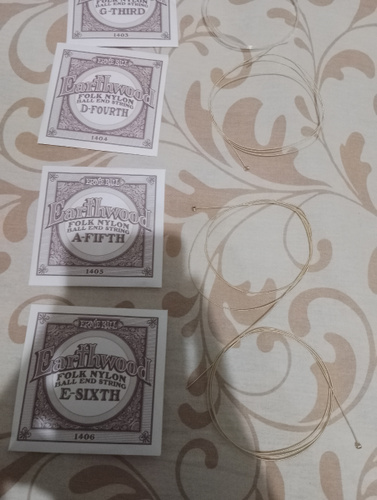 G-THIRD
1403
ERNIE BALL
Earthwood
FOLK NYLON
BALL END STRING
D-FOURTH
1404
ERNIE BALL
Earthwood
FOLK NYLON
BALL END STRING
A-FIFTH
1405
ERNIE BALL
Earthwood
FOLK NYLON
BALL END STRING
E-SIXTH
1406